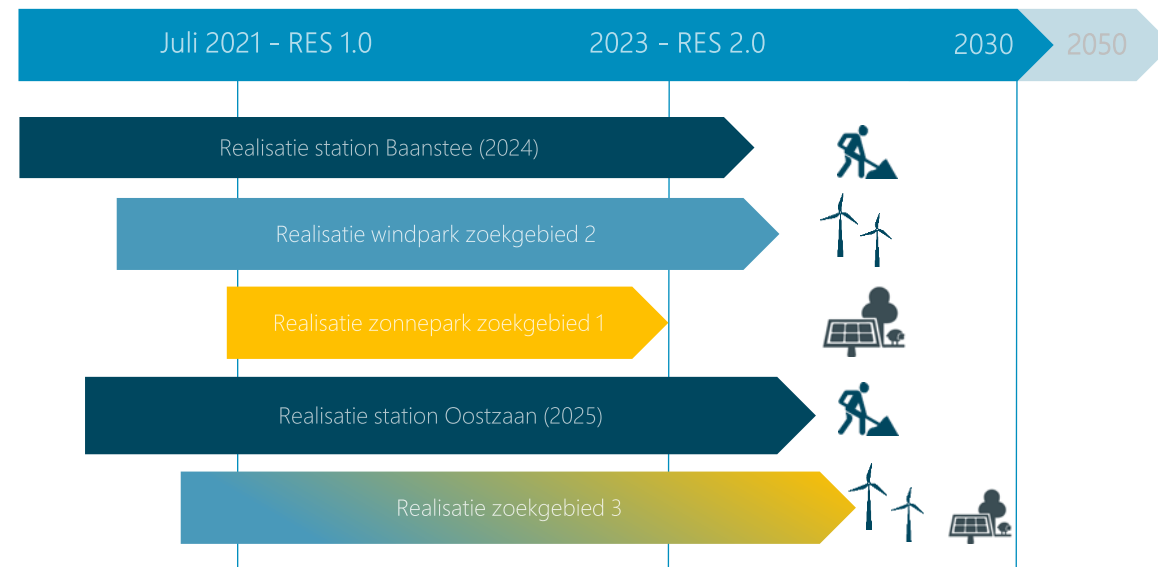 Juli 2021 - RES 1.0
2023 - RES 2.0
2030
2050
Realisatie station Baanstee (2024)
Realisatie windpark zoekgebied 2
Realisatie zonnepark zoekgebied 1
Realisatie station Oostzaan (2025)
Realisatie zoekgebied 3